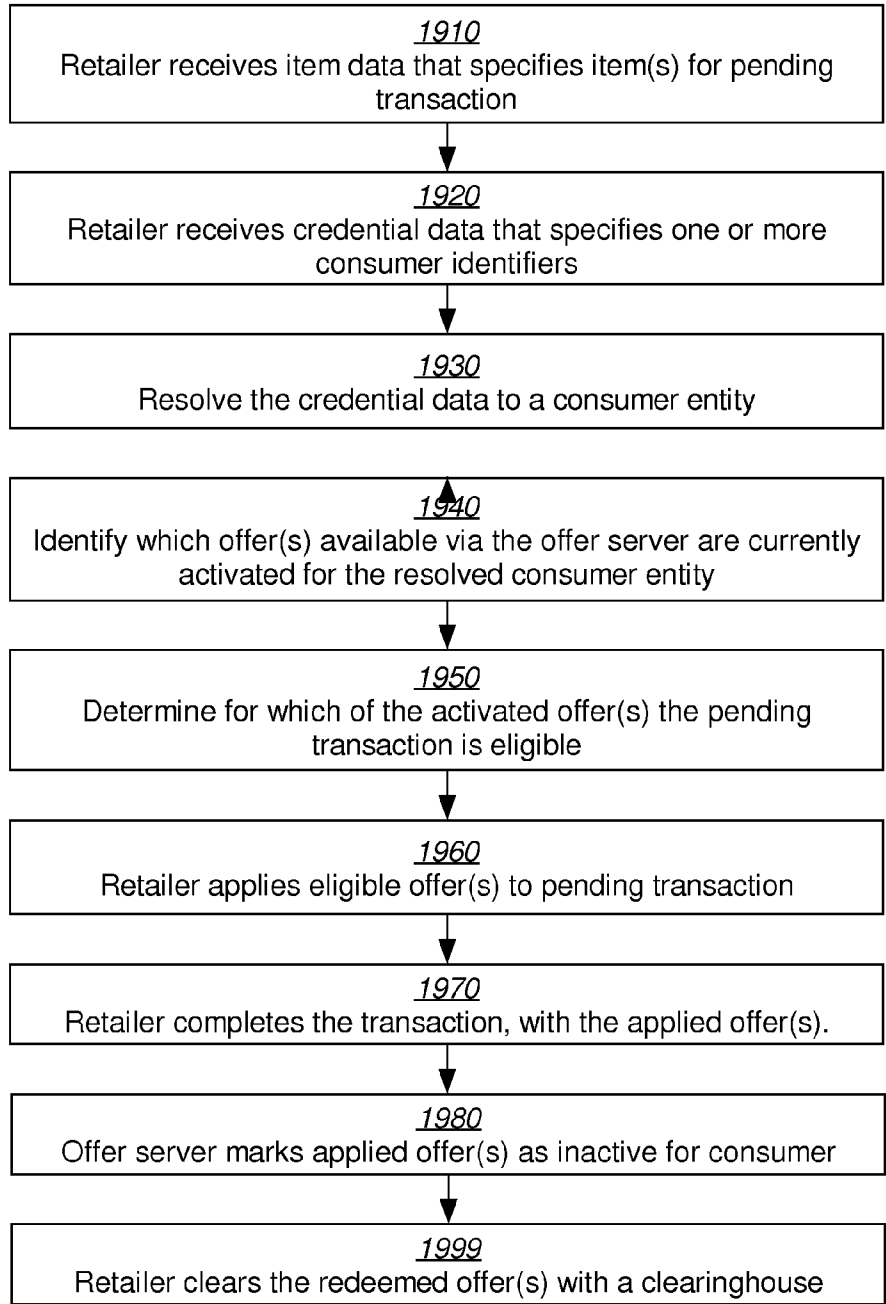 1910
Retailer receives item data that specifies item(s) for pending
transaction
1920
Retailer receives credential data that specifies one or more
consumer identifiers
1930
Resolve the credential data to a consumer entity
1940
Identify which offer(s) available via the offer server are currently
activated for the resolved consumer entity
1950
Determine for which of the activated offer(s) the pending
transaction is eligible
1960
Retailer applies eligible offer(s) to pending transaction
1970
Retailer completes the transaction, with the applied offer(s).
1980
Offer server marks applied offer(s) as inactive for consumer
1999
Retailer clears the redeemed offer(s) with a clearinghouse